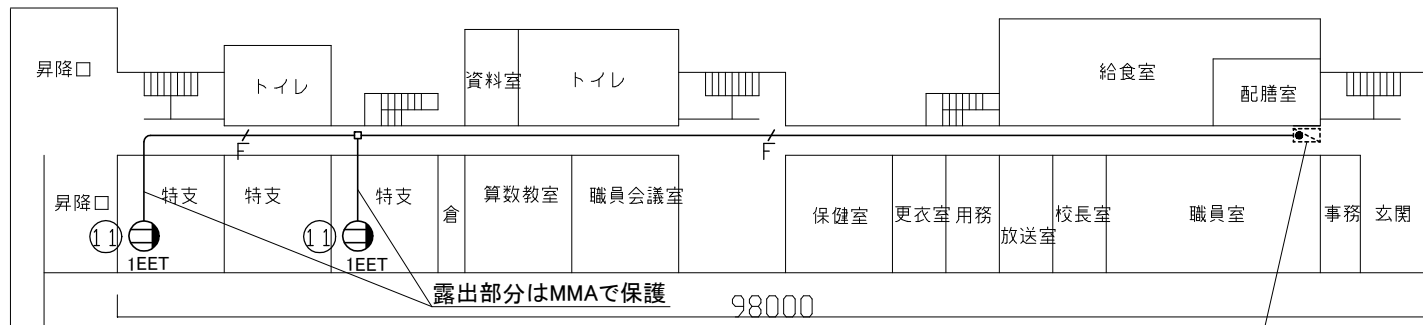 昇降口
トイレ
資料室
トイレ
給食室
配膳室
F
F
昇降口
特支
特支
特支
倉
算数教室
職員会議室
保健室
更衣室
用務
放送室
校長室
職員室
事務
玄関
11
1EET
11
1EET
露出部分はMMAで保護
98000